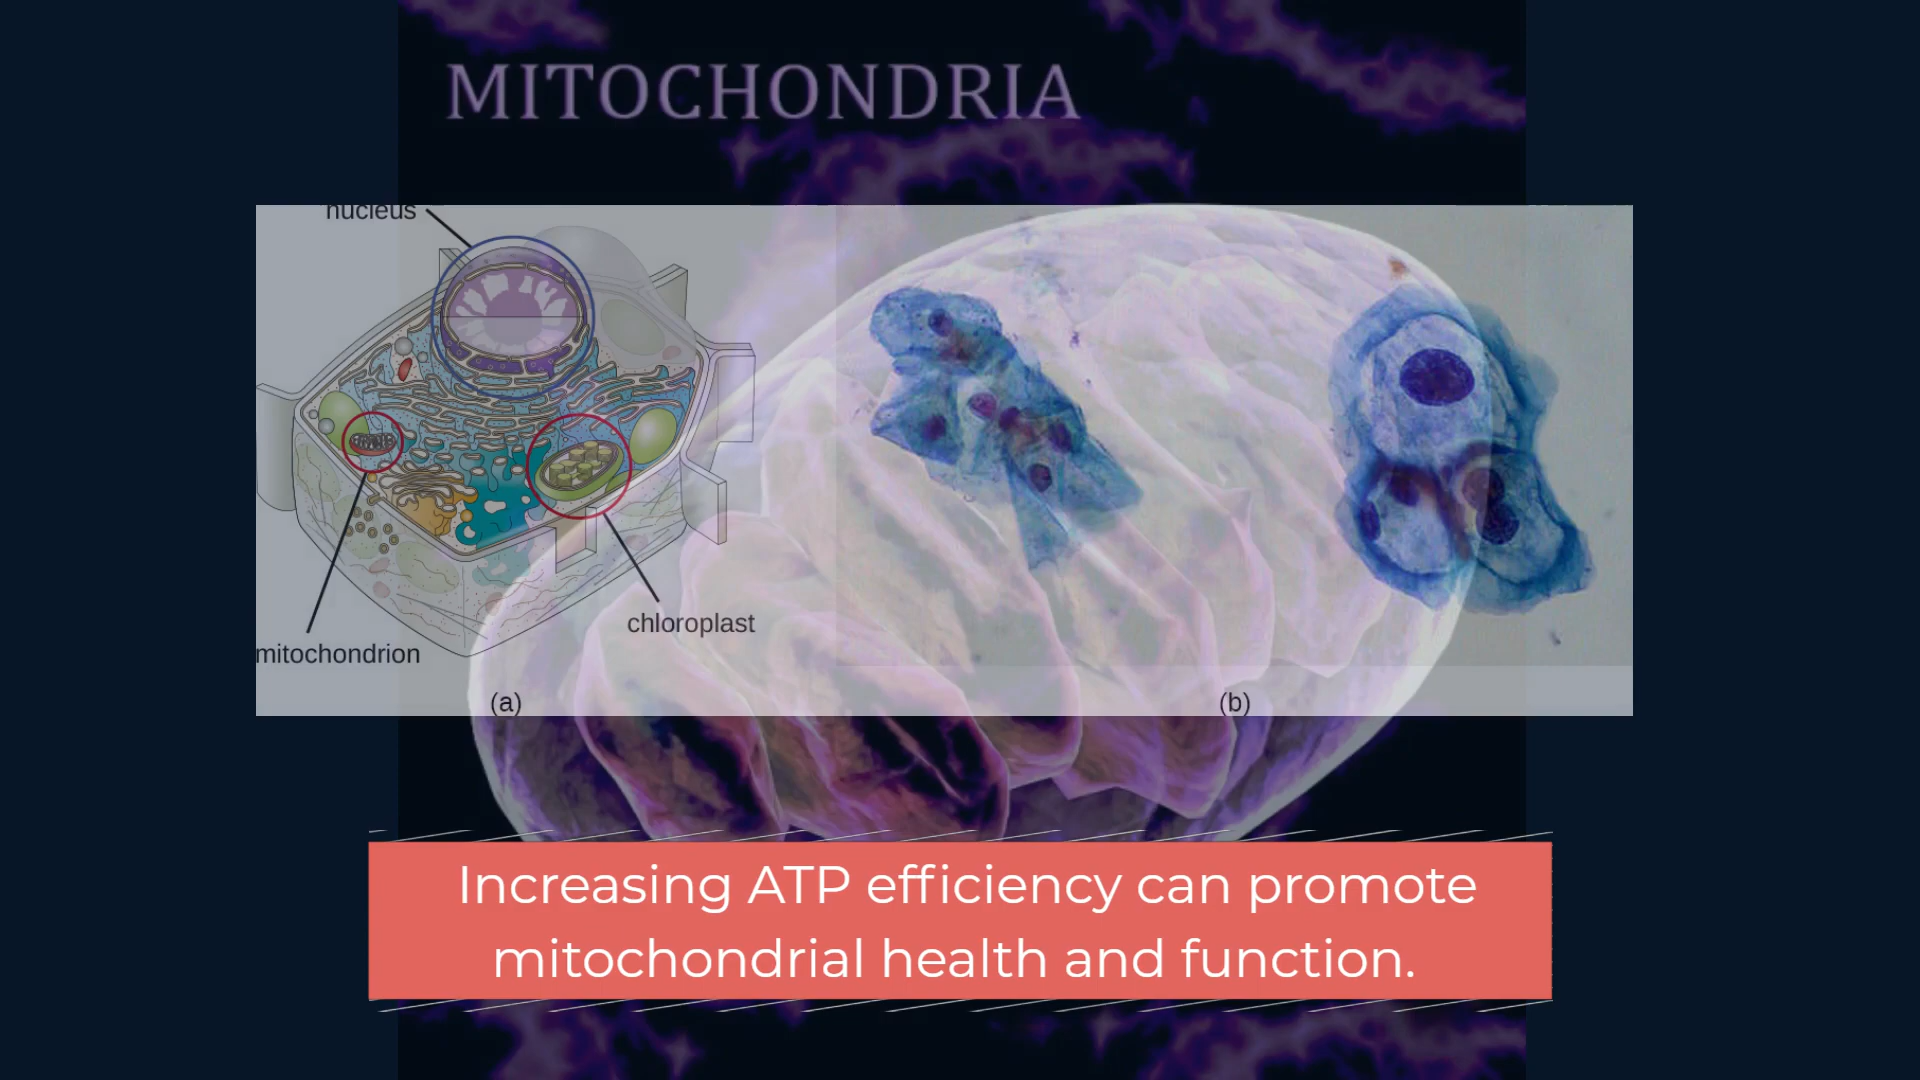 MITOCHONDRIA
nucleus
chloroplast
mitochondrion
(a)
(b)
Increasing ATP efficiency can promote
mitochondrial health and function.